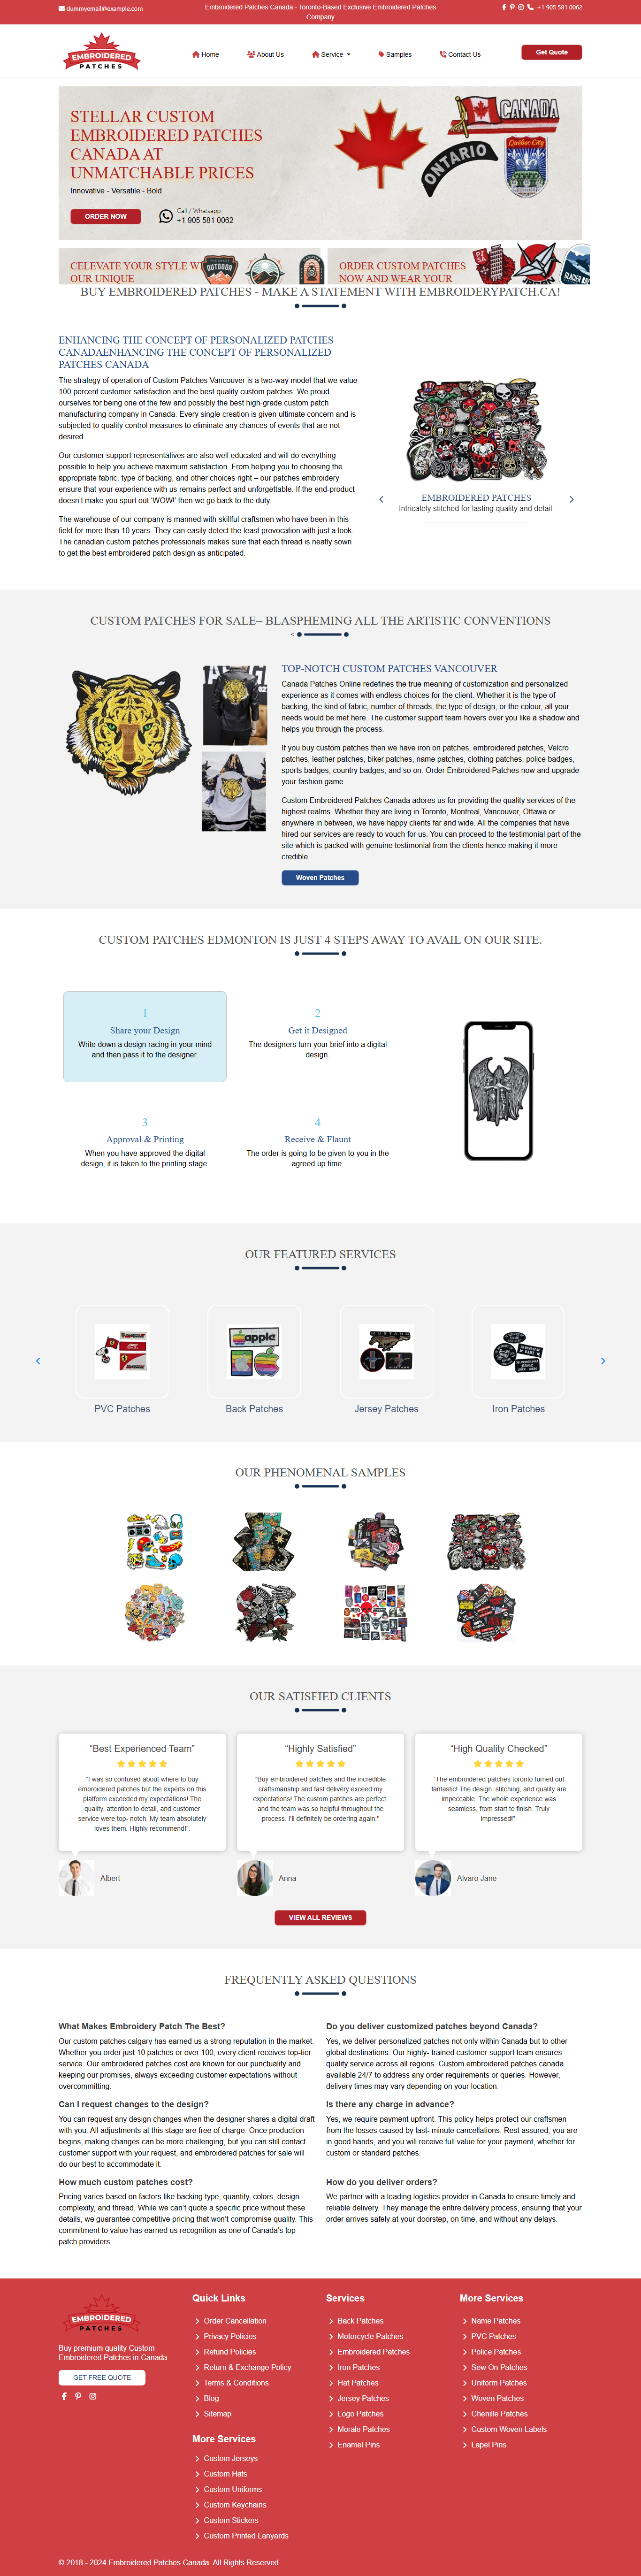 dummyemail@example.com
Embroidered Patches Canada - Toronto-Based Exclusive Embroidered Patches
Company
+1 905 581 0062
EMBROIDERED
PATCHES
Home
About Us
Service
Samples
Contact Us
Get Quote
STELLAR CUSTOM
EMBROIDERED PATCHES
CANADA AT
UNMATCHABLE PRICES
Innovative - Versatile - Bold
ORDER NOW
Call / Whatsapp
+1 905 581 0062
CANADA
ONTARIO
Québec City
CELEVATE YOUR STYLE W
OUR UNIQUE
OUTDOOR
ORDER CUSTOM PATCHES
NOW AND WEAR YOUR
BUY EMBROIDERED PATCHES - MAKE A STATEMENT WITH EMBROIDERYPATCH.CA!
ENHANCING THE CONCEPT OF PERSONALIZED PATCHES
CANADAENHANCING THE CONCEPT OF PERSONALIZED
PATCHES CANADA
The strategy of operation of Custom Patches Vancouver is a two-way model that we value
100 percent customer satisfaction and the best quality custom patches. We proud
ourselves for being one of the few and possibly the best high-grade custom patch
manufacturing company in Canada. Every single creation is given ultimate concern and is
subjected to quality control measures to eliminate any chances of events that are not
desired.
Our customer support representatives are also well educated and will do everything
possible to help you achieve maximum satisfaction. From helping you to choosing the
appropriate fabric, type of backing, and other choices right – our patches embroidery
ensure that your experience with us remains perfect and unforgettable. If the end-product
doesn't make you spurt out 'WOW!' then we go back to the duty.
The warehouse of our company is manned with skillful craftsmen who have been in this
field for more than 10 years. They can easily detect the least provocation with just a look.
The canadian custom patches professionals makes sure that each thread is neatly sown
to get the best embroidered patch design as anticipated.
EMBROIDERED PATCHES
Intricately stitched for lasting quality and detail.
CUSTOM PATCHES FOR SALE– BLASPHEMING ALL THE ARTISTIC CONVENTIONS
<
TOP-NOTCH CUSTOM PATCHES VANCOUVER
Canada Patches Online redefines the true meaning of customization and personalized
experience as it comes with endless choices for the client. Whether it is the type of
backing, the kind of fabric, number of threads, the type of design, or the colour, all your
needs would be met here. The customer support team hovers over you like a shadow and
helps you through the process.
If you buy custom patches then we have iron on patches, embroidered patches, Velcro
patches, leather patches, biker patches, name patches, clothing patches, police badges,
sports badges, country badges, and so on. Order Embroidered Patches now and upgrade
your fashion game.
Custom Embroidered Patches Canada adores us for providing the quality services of the
highest realms. Whether they are living in Toronto, Montreal, Vancouver, Ottawa or
anywhere in between, we have happy clients far and wide. All the companies that have
hired our services are ready to vouch for us. You can proceed to the testimonial part of the
site which is packed with genuine testimonial from the clients hence making it more
credible.
Woven Patches
CUSTOM PATCHES EDMONTON IS JUST 4 STEPS AWAY TO AVAIL ON OUR SITE.
1
Share your Design
Write down a design racing in your mind
and then pass it to the designer.
2
Get it Designed
The designers turn your brief into a digital
design.
3
Approval & Printing
When you have approved the digital
design, it is taken to the printing stage.
4
Receive & Flaunt
The order is going to be given to you in the
agreed up time.
OUR FEATURED SERVICES
apple
PVC Patches
Back Patches
Jersey Patches
Iron Patches
OUR PHENOMENAL SAMPLES
OUR SATISFIED CLIENTS
“Best Experienced Team”
"I was so confused about where to buy
embroidered patches but the experts on this
platform exceeded my expectations! The
quality, attention to detail, and customer
service were top- notch. My team absolutely
loves them. Highly recommend!".
Albert
“Highly Satisfied”
"Buy embroidered patches and the incredible
craftsmanship and fast delivery exceed my
expectations! The custom patches are perfect,
and the team was so helpful throughout the
process. I'll definitely be ordering again."
Anna
“High Quality Checked”
"The embroidered patches toronto turned out
fantastic! The design, stitching, and quality are
impeccable. The whole experience was
seamless, from start to finish. Truly
impressed!".
Alvaro Jane
VIEW ALL REVIEWS
FREQUENTLY ASKED QUESTIONS
What Makes Embroidery Patch The Best?
Our custom patches calgary has earned us a strong reputation in the market.
Whether you order just 10 patches or over 100, every client receives top-tier
service. Our embroidered patches cost are known for our punctuality and
keeping our promises, always exceeding customer expectations without
overcommitting.
Can I request changes to the design?
You can request any design changes when the designer shares a digital draft
with you. All adjustments at this stage are free of charge. Once production
begins, making changes can be more challenging, but you can still contact
customer support with your request, and embroidered patches for sale will
do our best to accommodate it.
How much custom patches cost?
Pricing varies based on factors like backing type, quantity, colors, design
complexity, and thread. While we can't quote a specific price without these
details, we guarantee competitive pricing that won't compromise quality. This
commitment to value has earned us recognition as one of Canada's top
patch providers.
Do you deliver customized patches beyond Canada?
Yes, we deliver personalized patches not only within Canada but to other
global destinations. Our highly- trained customer support team ensures
quality service across all regions. Custom embroidered patches canada
available 24/7 to address any order requirements or queries. However,
delivery times may vary depending on your location.
Is there any charge in advance?
Yes, we require payment upfront. This policy helps protect our craftsmen
from the losses caused by last- minute cancellations. Rest assured, you are
in good hands, and you will receive full value for your payment, whether for
custom or standard patches.
How do you deliver orders?
We partner with a leading logistics provider in Canada to ensure timely and
reliable delivery. They manage the entire delivery process, ensuring that your
order arrives safely at your doorstep, on time, and without any delays.
EMBROIDERED
PATCHES
Buy premium quality Custom
Embroidered Patches in Canada
GET FREE QUOTE
Quick Links
Order Cancellation
Privacy Policies
Refund Policies
Return & Exchange Policy
Terms & Conditions
Blog
Sitemap
More Services
Custom Jerseys
Custom Hats
Custom Uniforms
Custom Keychains
Custom Stickers
Custom Printed Lanyards
Services
Back Patches
Motorcycle Patches
Embroidered Patches
Iron Patches
Hat Patches
Jersey Patches
Logo Patches
Morale Patches
Enamel Pins
More Services
Name Patches
PVC Patches
Police Patches
Sew On Patches
Uniform Patches
Woven Patches
Chenille Patches
Custom Woven Labels
Lapel Pins
© 2018 - 2024 Embroidered Patches Canada. All Rights Reserved.